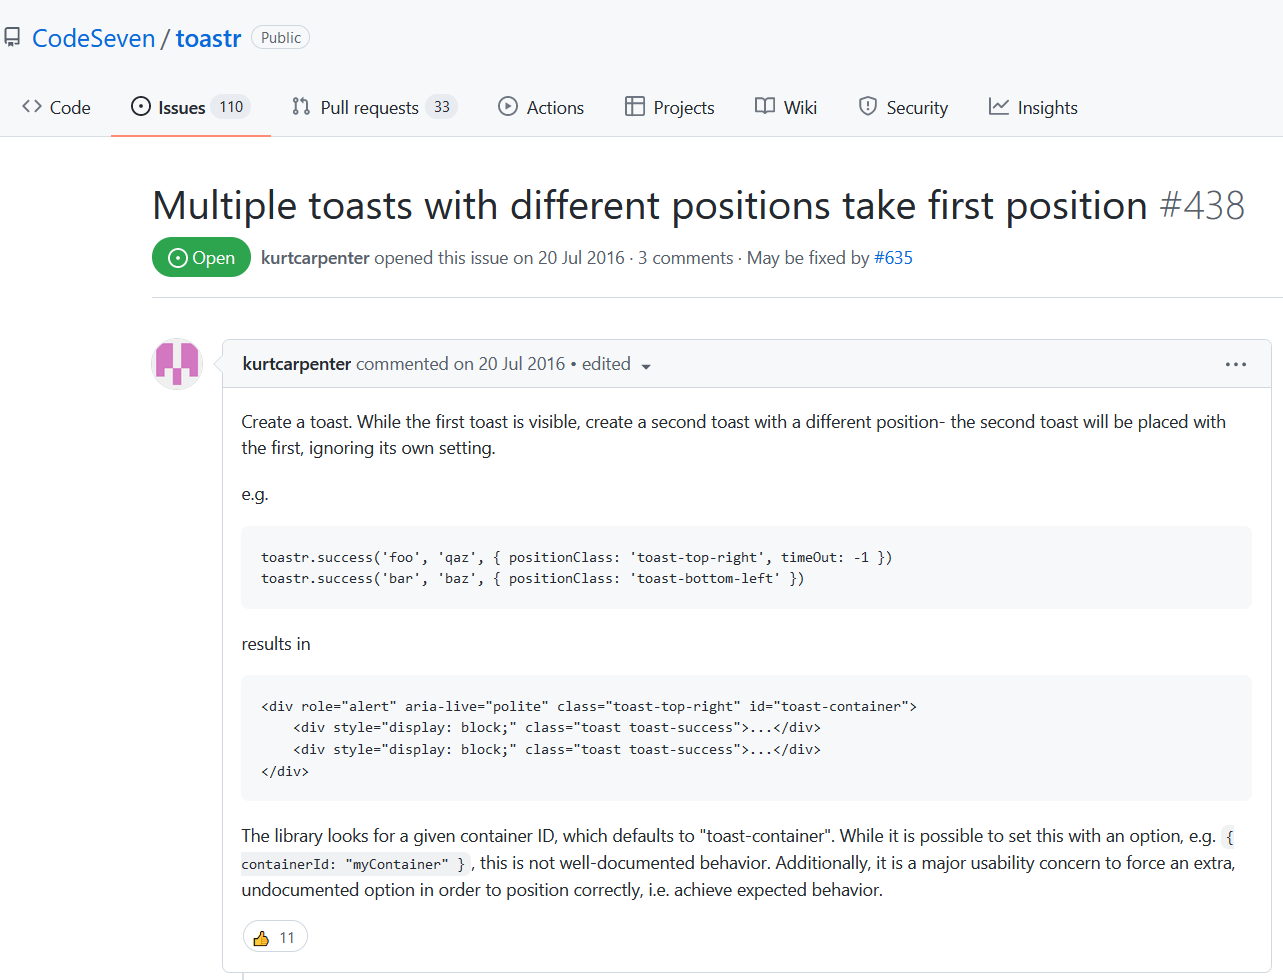 CodeSeven / toastr Public
Code Issues 110 Pull requests 33 Actions Projects Wiki Security Insights
Multiple toasts with different positions take first position #438
Open kurtcarpenter opened this issue on 20 Jul 2016 · 3 comments · May be fixed by #635
kurtcarpenter commented on 20 Jul 2016 • edited
Create a toast. While the first toast is visible, create a second toast with a different position- the second toast will be placed with
the first, ignoring its own setting.
e.g.
toastr.success('foo', 'qaz', { positionClass: 'toast-top-right', timeOut: -1 })
toastr.success('bar', 'baz', { positionClass: 'toast-bottom-left' })
results in
<div role="alert" aria-live="polite" class="toast-top-right" id="toast-container">
    <div style="display: block;" class="toast toast-success">...</div>
    <div style="display: block;" class="toast toast-success">...</div>
</div>
The library looks for a given container ID, which defaults to "toast-container". While it is possible to set this with an option, e.g. {
containerId: "myContainer" } , this is not well-documented behavior. Additionally, it is a major usability concern to force an extra,
undocumented option in order to position correctly, i.e. achieve expected behavior.
👍 11